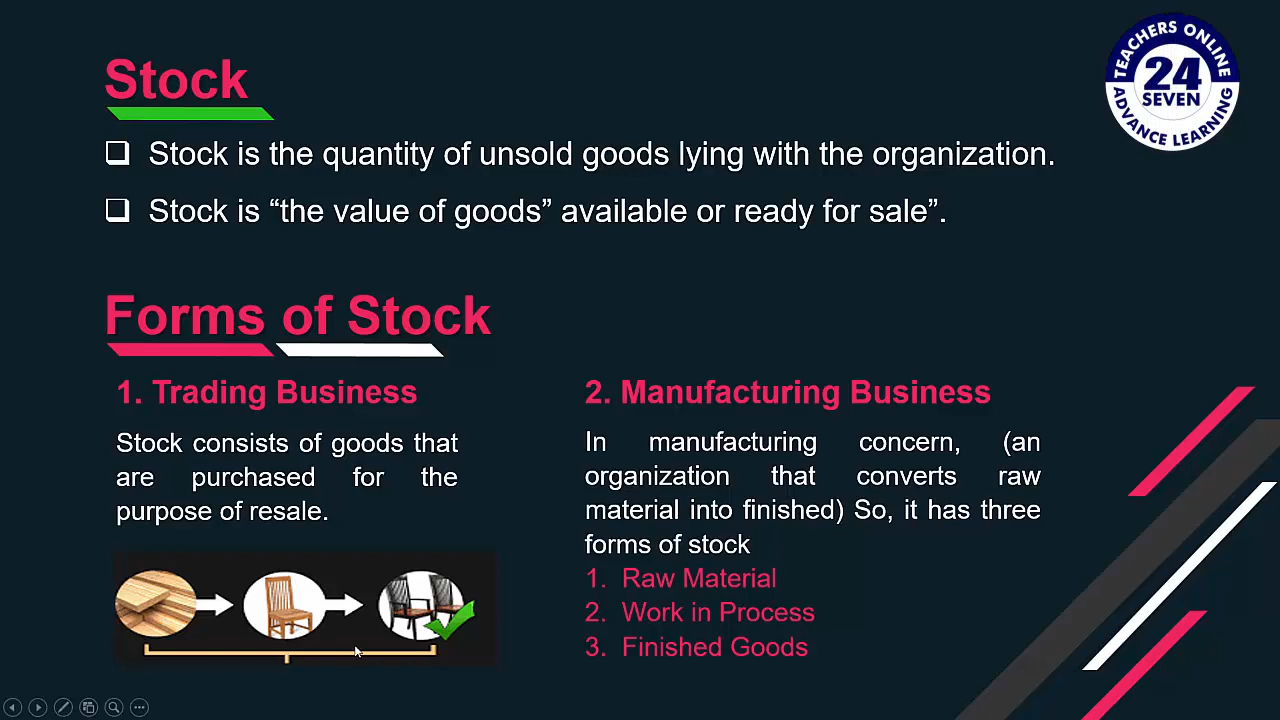 Stock
TEACHERS ONLINE
24
SEVEN
ADVANCE LEARNING
❑ Stock is the quantity of unsold goods lying with the organization.
❑ Stock is “the value of goods” available or ready for sale”.
Forms of Stock
1. Trading Business
Stock consists of goods that
are purchased for the
purpose of resale.
2. Manufacturing Business
In manufacturing concern, (an
organization that converts raw
material into finished) So, it has three
forms of stock
1. Raw Material
2. Work in Process
3. Finished Goods